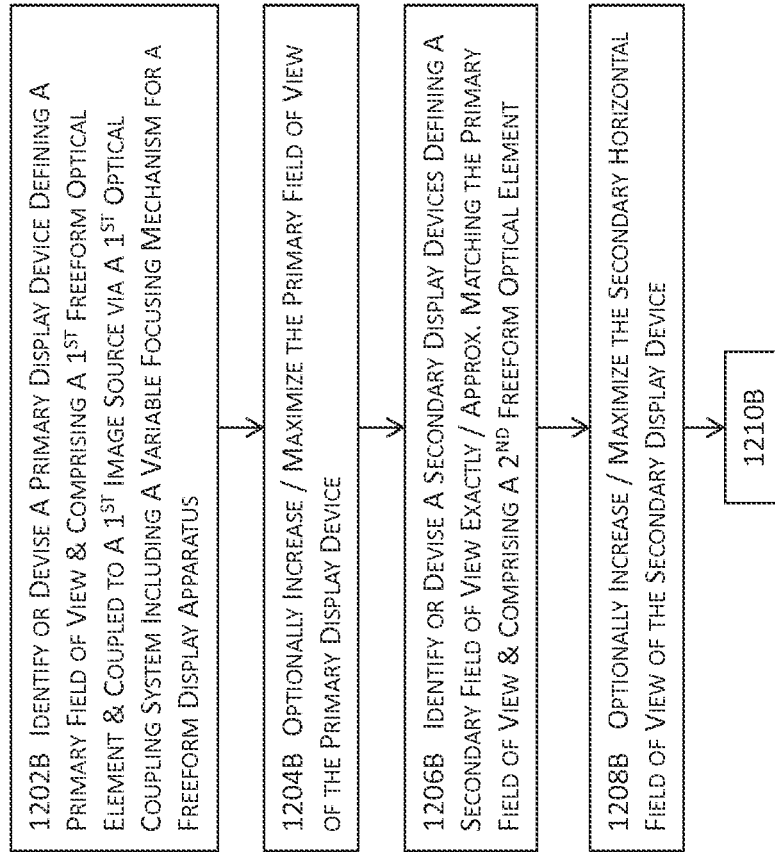 1202B IDENTIFY OR DEVISE A PRIMARY DISPLAY DEVICE DEFINING A
PRIMARY FIELD OF VIEW & COMPRISING A 1ST FREEFORM OPTICAL
ELEMENT & COUPLED TO A 1ST IMAGE SOURCE VIA A 1ST OPTICAL
COUPLING SYSTEM INCLUDING A VARIABLE FOCUSING MECHANISM FOR A
FREEFORM DISPLAY APPARATUS
1204B OPTIONALLY INCREASE / MAXIMIZE THE PRIMARY FIELD OF VIEW
OF THE PRIMARY DISPLAY DEVICE
1206B IDENTIFY OR DEVISE A SECONDARY DISPLAY DEVICES DEFINING A
SECONDARY FIELD OF VIEW EXACTLY / APPROX. MATCHING THE PRIMARY
FIELD OF VIEW & COMPRISING A 2ND FREEFORM OPTICAL ELEMENT
1208B OPTIONALLY INCREASE / MAXIMIZE THE SECONDARY HORIZONTAL
FIELD OF VIEW OF THE SECONDARY DISPLAY DEVICE
1210B